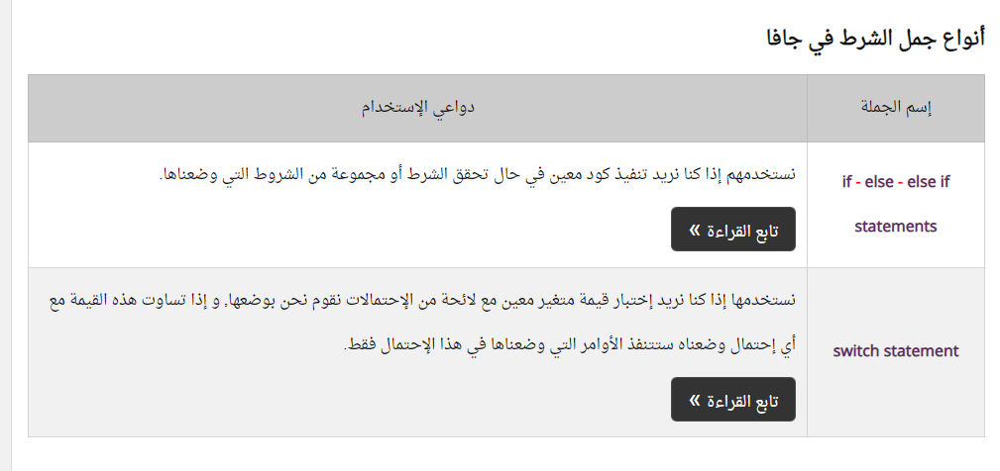 أنواع جمل الشرط في جافا
إسم الجملة
دواعي الإستخدام
if - else - else if
statements
نستخدمهم إذا كنا نريد تنفيذ كود معين في حال تحقق الشرط أو مجموعة من الشروط التي وضعناها.
تابع القراءة »
switch statement
نستخدمها إذا كنا نريد إختبار قيمة متغير معين مع لائحة من الإحتمالات نقوم نحن بوضعها, و إذا تساوت هذه القيمة مع
أي إحتمال وضعناه ستتنفذ الأوامر التي وضعناها في هذا الإحتمال فقط.
تابع القراءة »